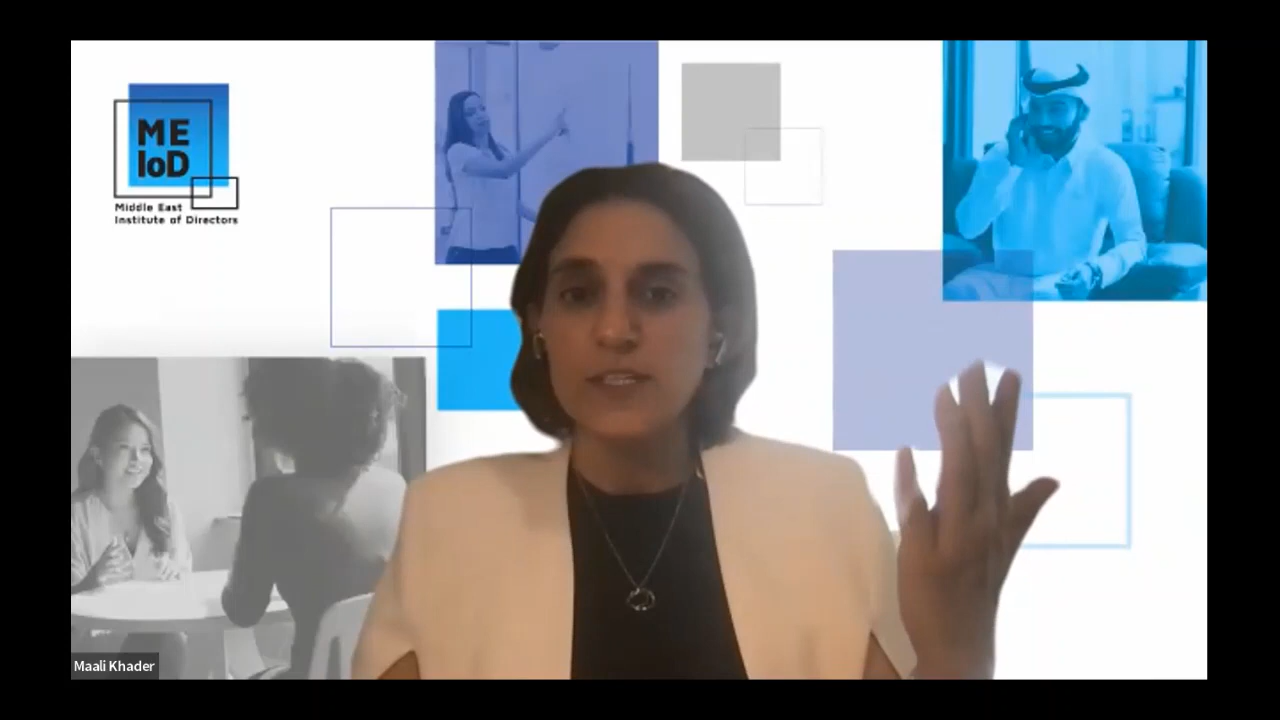 ME
IoD
Middle East
Institute of Directors
Maali Khader